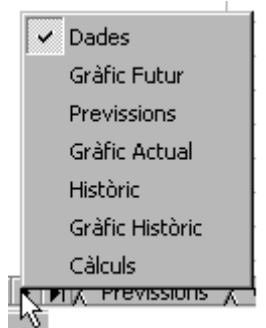 Dades
Gràfic Futur
Previssions
Gràfic Actual
Històric
Gràfic Històric
Càlculs
Previssions